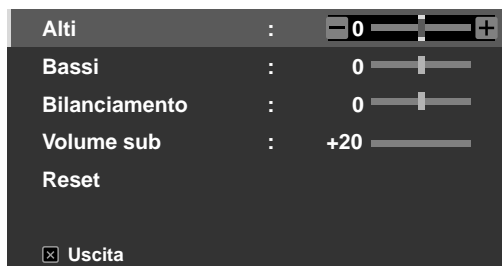 Alti : 0
Bassi : 0
Bilanciamento : 0
Volume sub : +20
Reset
Uscita